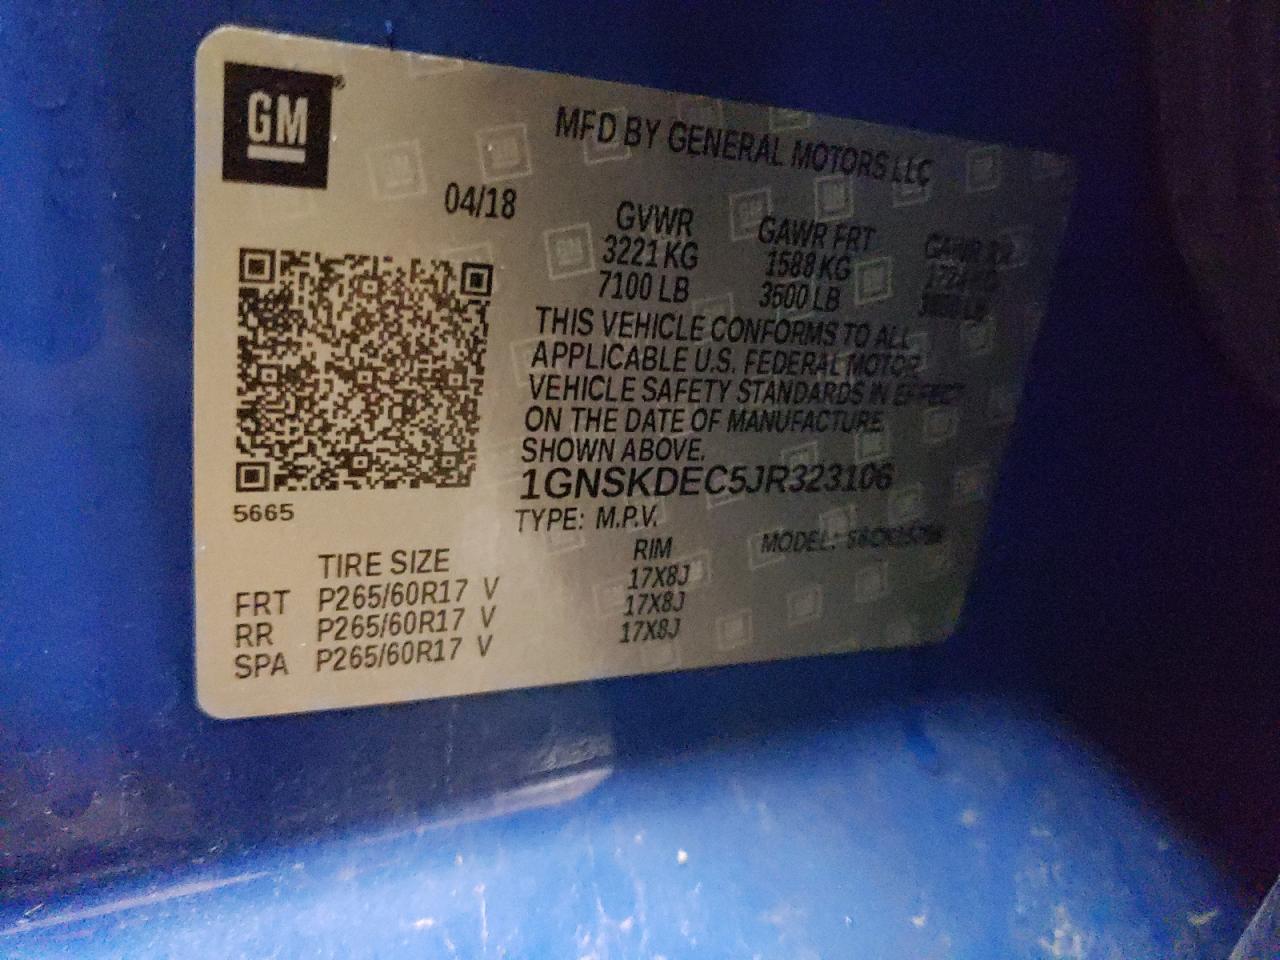 GM
MFD BY GENERAL MOTORS LLC
04/18
GVWR GAWR FRT GAWR RR
3221 KG 1588 KG
7100 LB 3500 LB
THIS VEHICLE CONFORMS TO ALL
APPLICABLE U.S. FEDERAL MOTOR
VEHICLE SAFETY STANDARDS IN EFFECT
ON THE DATE OF MANUFACTURE
SHOWN ABOVE.
1GNSKDEC5JR323106
5665
TYPE: M.P.V.
MODEL:
TIRE SIZE RIM
FRT P265/60R17 V 17X8J
RR P265/60R17 V 17X8J
SPA P265/60R17 V 17X8J